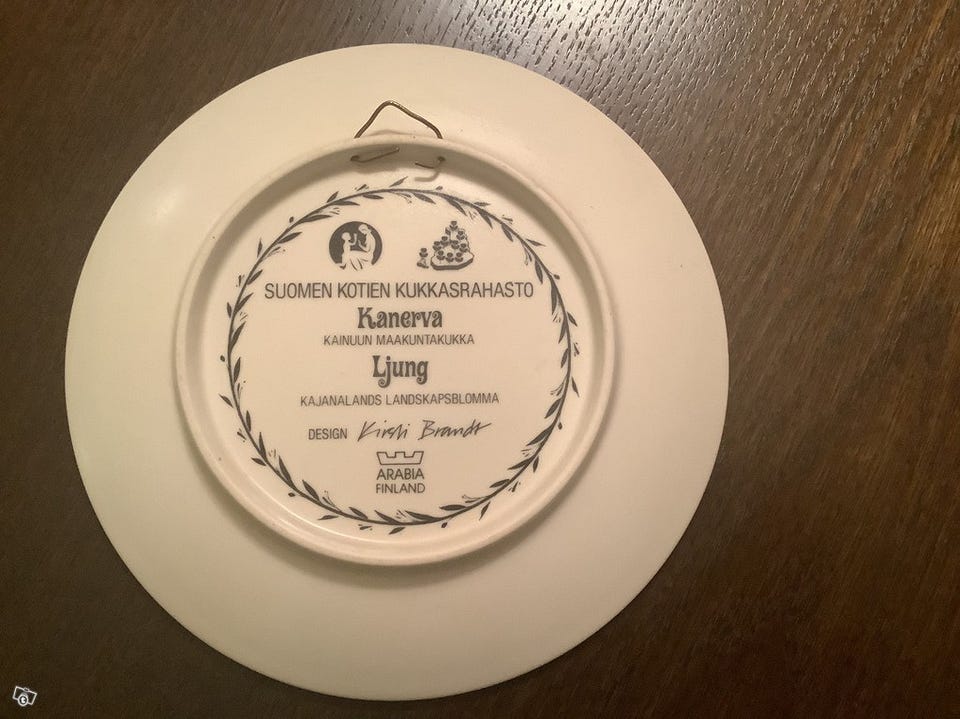 SUOMEN KOTIEN KUKKASRAHASTO
Kanerva
KAINUUN MAAKUNTAKUKKA
Ljung
KAJANALANDS LANDSKAPSBLOMMA
DESIGN Kirsti Brandt
ARABIA
FINLAND
t